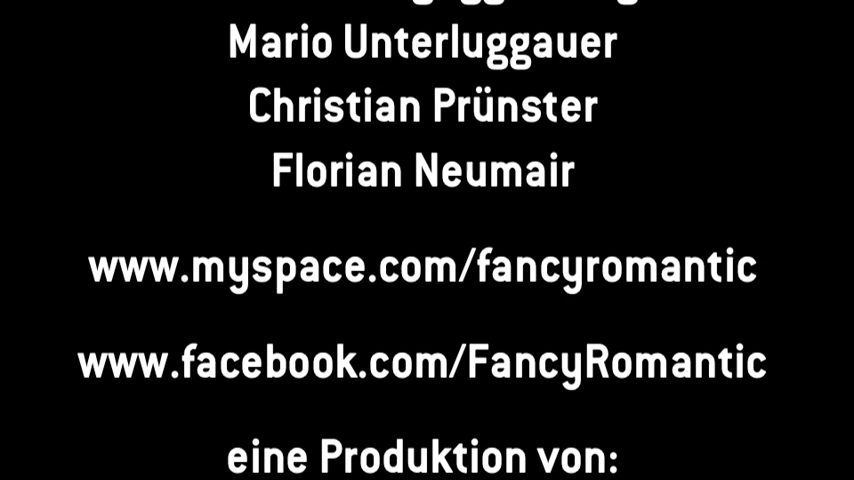 Mario Unterluggauer
Christian Prünster
Florian Neumair
www.myspace.com/fancyromantic
www.facebook.com/FancyRomantic
eine Produktion von: